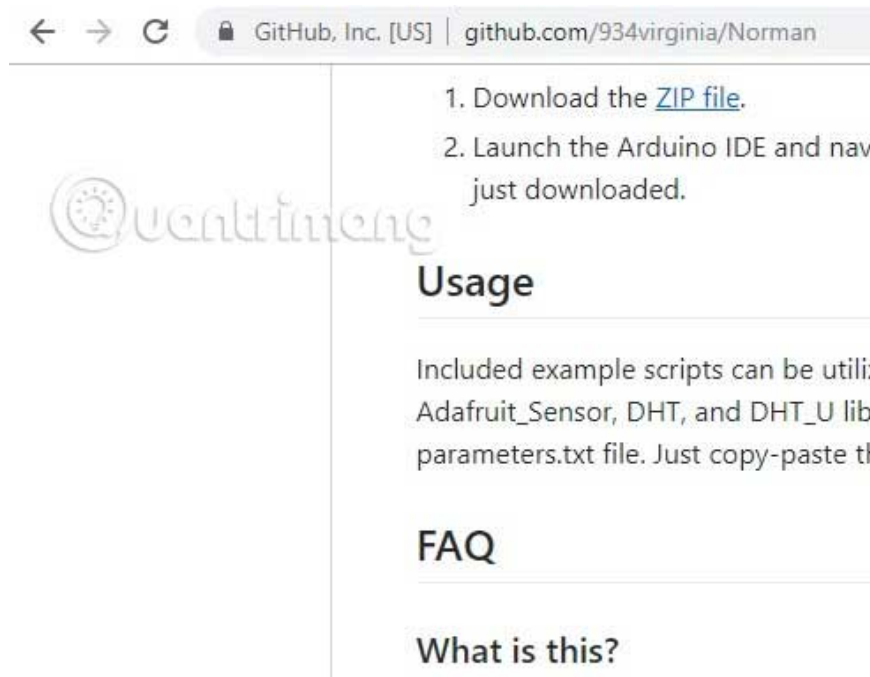 GitHub, Inc. [US] | github.com/934virginia/Norman
1. Download the ZIP file.
2. Launch the Arduino IDE and nav
just downloaded.
Quantrimang
Usage
Included example scripts can be utiliz
Adafruit_Sensor, DHT, and DHT_U lib
parameters.txt file. Just copy-paste th
FAQ
What is this?